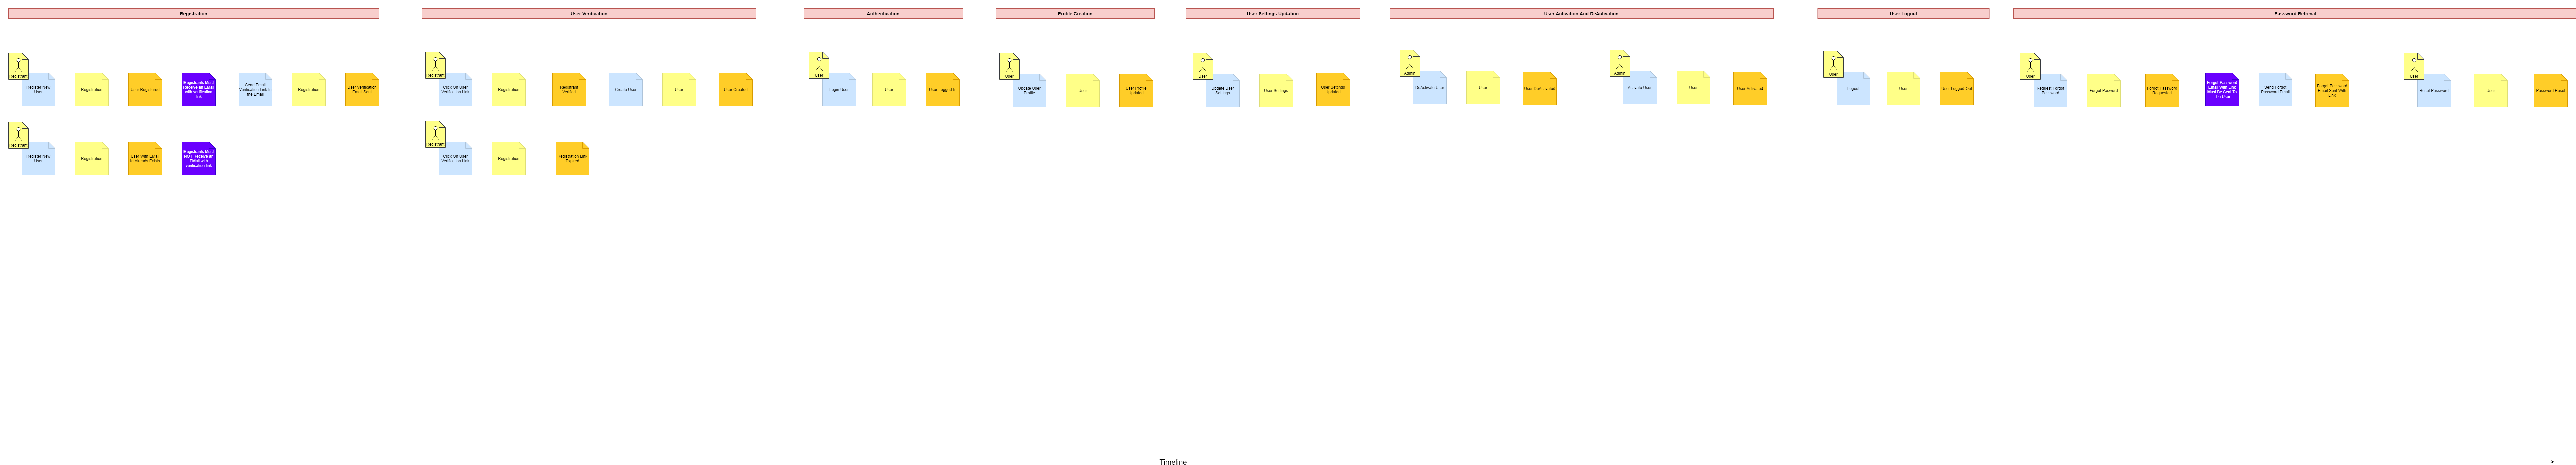 Registration
User Verification
Authentication
Profile Creation
User Settings Updation
User Activation And DeActivation
User Logout
Password Retreval
Registrant
Register New
User
Registration
User Registered
Registrants Must
Receive an EMail
with verification
link
Send Email
Verification Link In
the Email
Registration
User Verification
Email Sent
Registrant
Click On User
Verification Link
Registration
Registrant
Verified
Create User
User
User Created
User
Login User
User
User Logged-In
User
Update User
Profile
User
User Profile
Updated
User
Update User
Settings
User Settings
User Settings
Updated
Admin
DeActivate User
User
User DeActivated
Admin
Activate User
User
User Activated
User
Logout
User
User Logged-Out
User
Request Forgot
Password
Forgot Password
Forgot Password
Requested
Forgot Password
Email With Link
Must Be Sent To
The User
Send Forgot
Password Email
Forgot Password
Email Sent With
Link
User
Reset Password
User
Password Reset
Registrant
Register New
User
Registration
User With EMail
Id Already Exists
Registrants Must
NOT Receive an
EMail with
verification link
Registrant
Click On User
Verification Link
Registration
Registration Link
Expired
Timeline